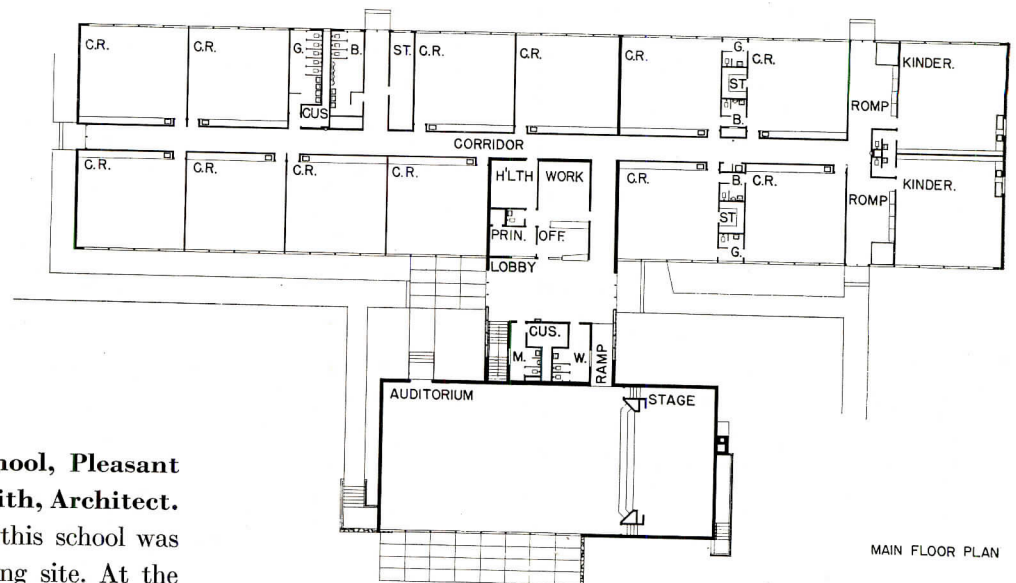 C.R.
C.R.
G.
B.
ST.
C.R.
C.R.
C.R.
G.
ST
B.
C.R.
ROMP
KINDER.
CUS
CORRIDOR
C.R.
C.R.
C.R.
C.R.
H'LTH
WORK
C.R.
B.
ST
G.
C.R.
ROMP
KINDER.
PRIN.
OFF.
LOBBY
CUS.
M.
W.
RAMP
AUDITORIUM
STAGE
hool, Pleasant
ith, Architect.
this school was
ng site. At the
MAIN FLOOR PLAN